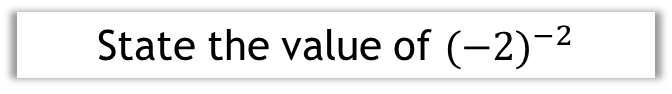 State the value of (−2)⁻²